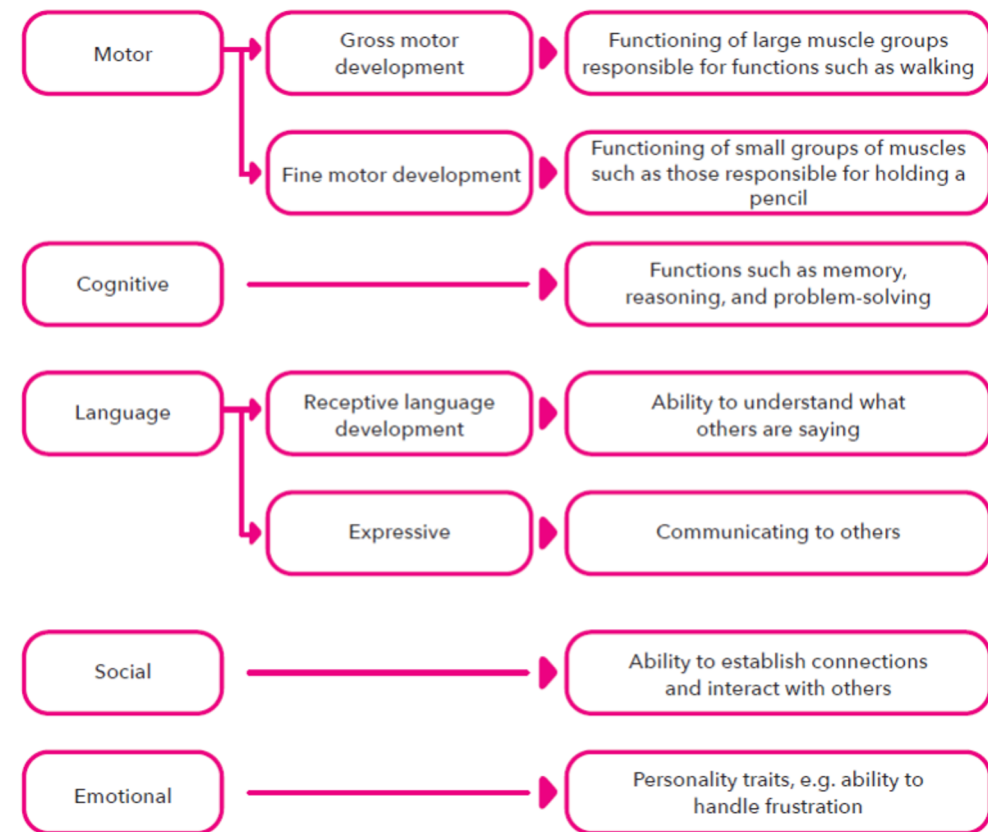 Motor
Gross motor
development
Functioning of large muscle groups
responsible for functions such as walking
Fine motor development
Functioning of small groups of muscles
such as those responsible for holding a
pencil
Cognitive
Functions such as memory,
reasoning, and problem-solving
Language
Receptive language
development
Ability to understand what
others are saying
Expressive
Communicating to others
Social
Ability to establish connections
and interact with others
Emotional
Personality traits, e.g. ability to
handle frustration